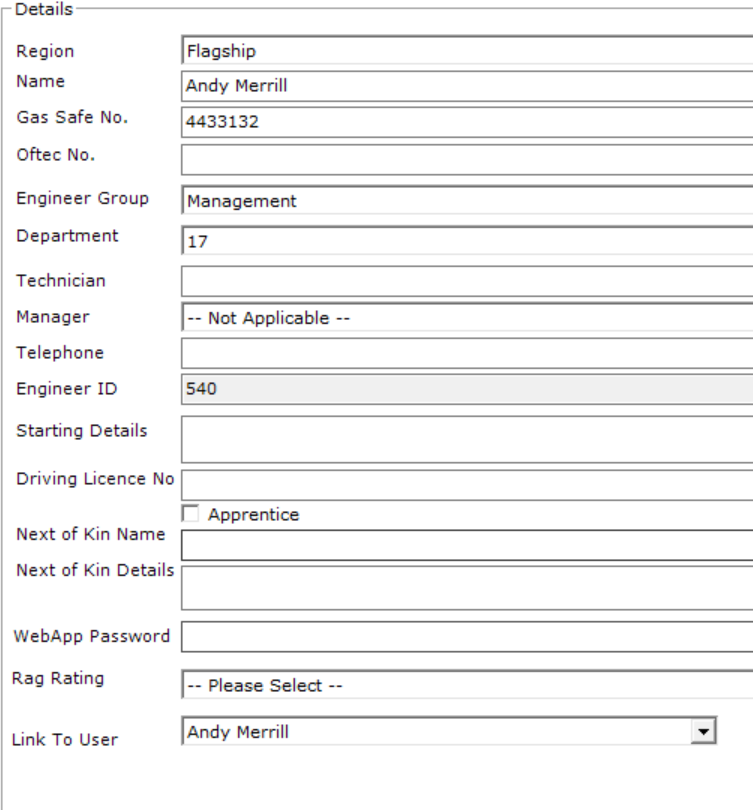 Details
Region Flagship
Name Andy Merrill
Gas Safe No. 4433132
Oftec No.
Engineer Group Management
Department 17
Technician
Manager -- Not Applicable --
Telephone
Engineer ID 540
Starting Details
Driving Licence No
Apprentice
Next of Kin Name
Next of Kin Details
WebApp Password
Rag Rating -- Please Select --
Link To User Andy Merrill